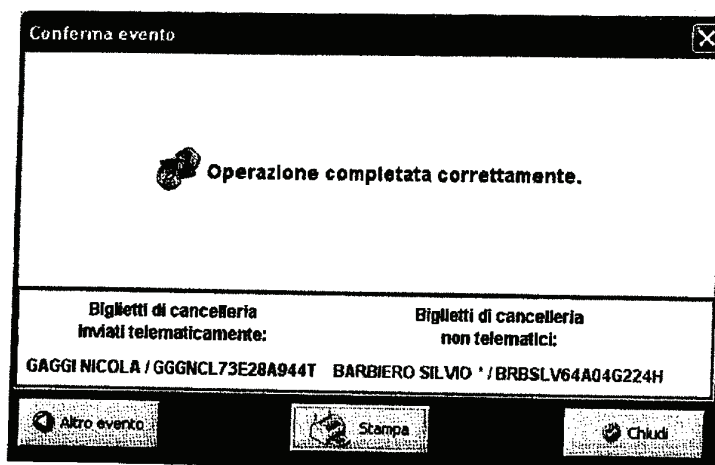 Conferma evento
Operazione completata correttamente.
Biglietti di cancelleria
inviati telematicamente:
Biglietti di cancelleria
non telematici:
GAGGI NICOLA / GGGNCL73E28A944T
BARBIERO SILVIO * / BRBSLV64A04G224H
Altro evento
Stampa
Chiudi